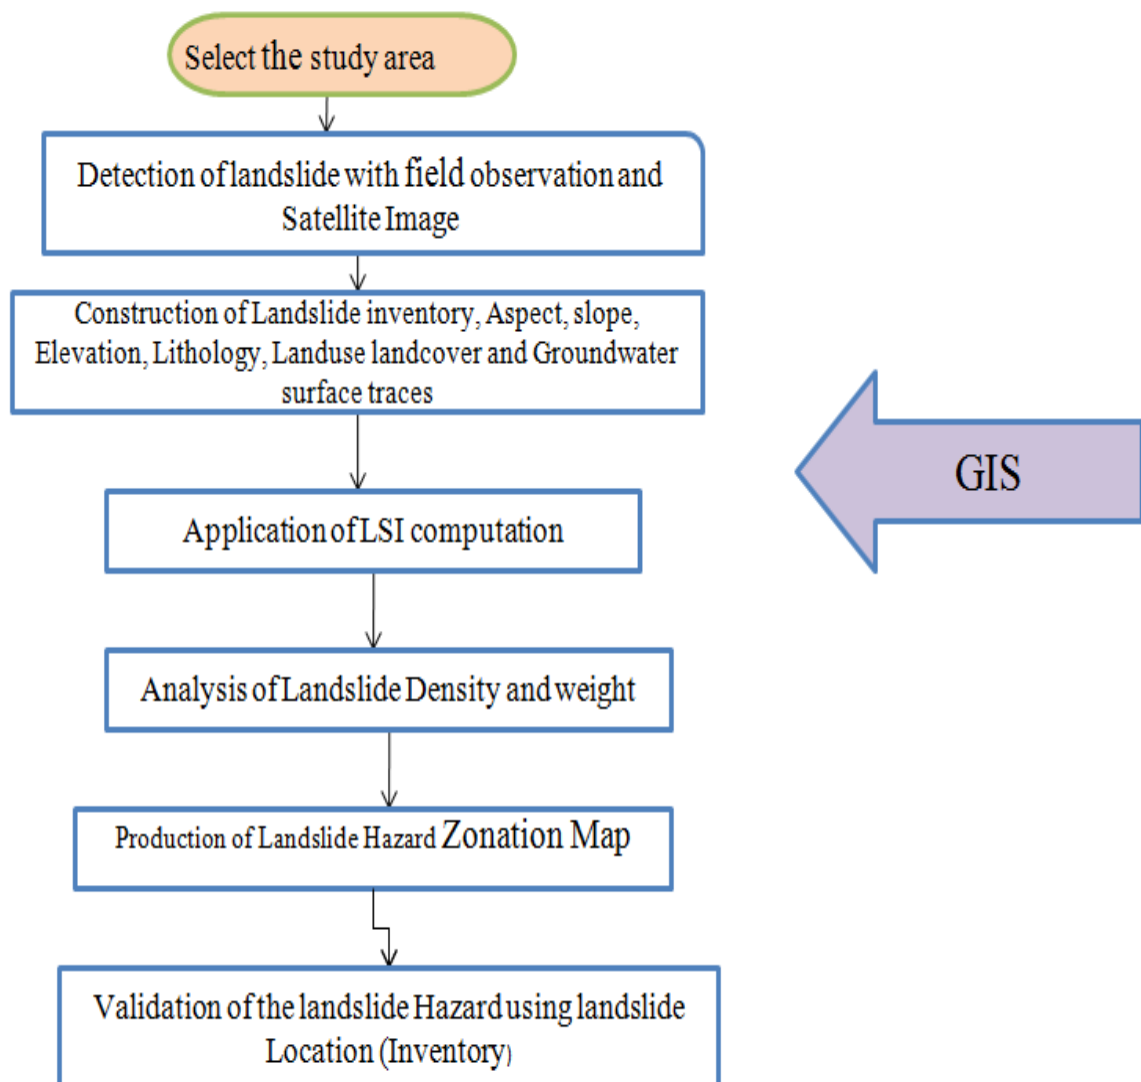 Select the study area
Detection of landslide with field observation and
Satellite Image
Construction of Landslide inventory, Aspect, slope,
Elevation, Lithology, Landuse landcover and Groundwater
surface traces
GIS
Application of LSI computation
Analysis of Landslide Density and weight
Production of Landslide Hazard Zonation Map
Validation of the landslide Hazard using landslide
Location (Inventory)